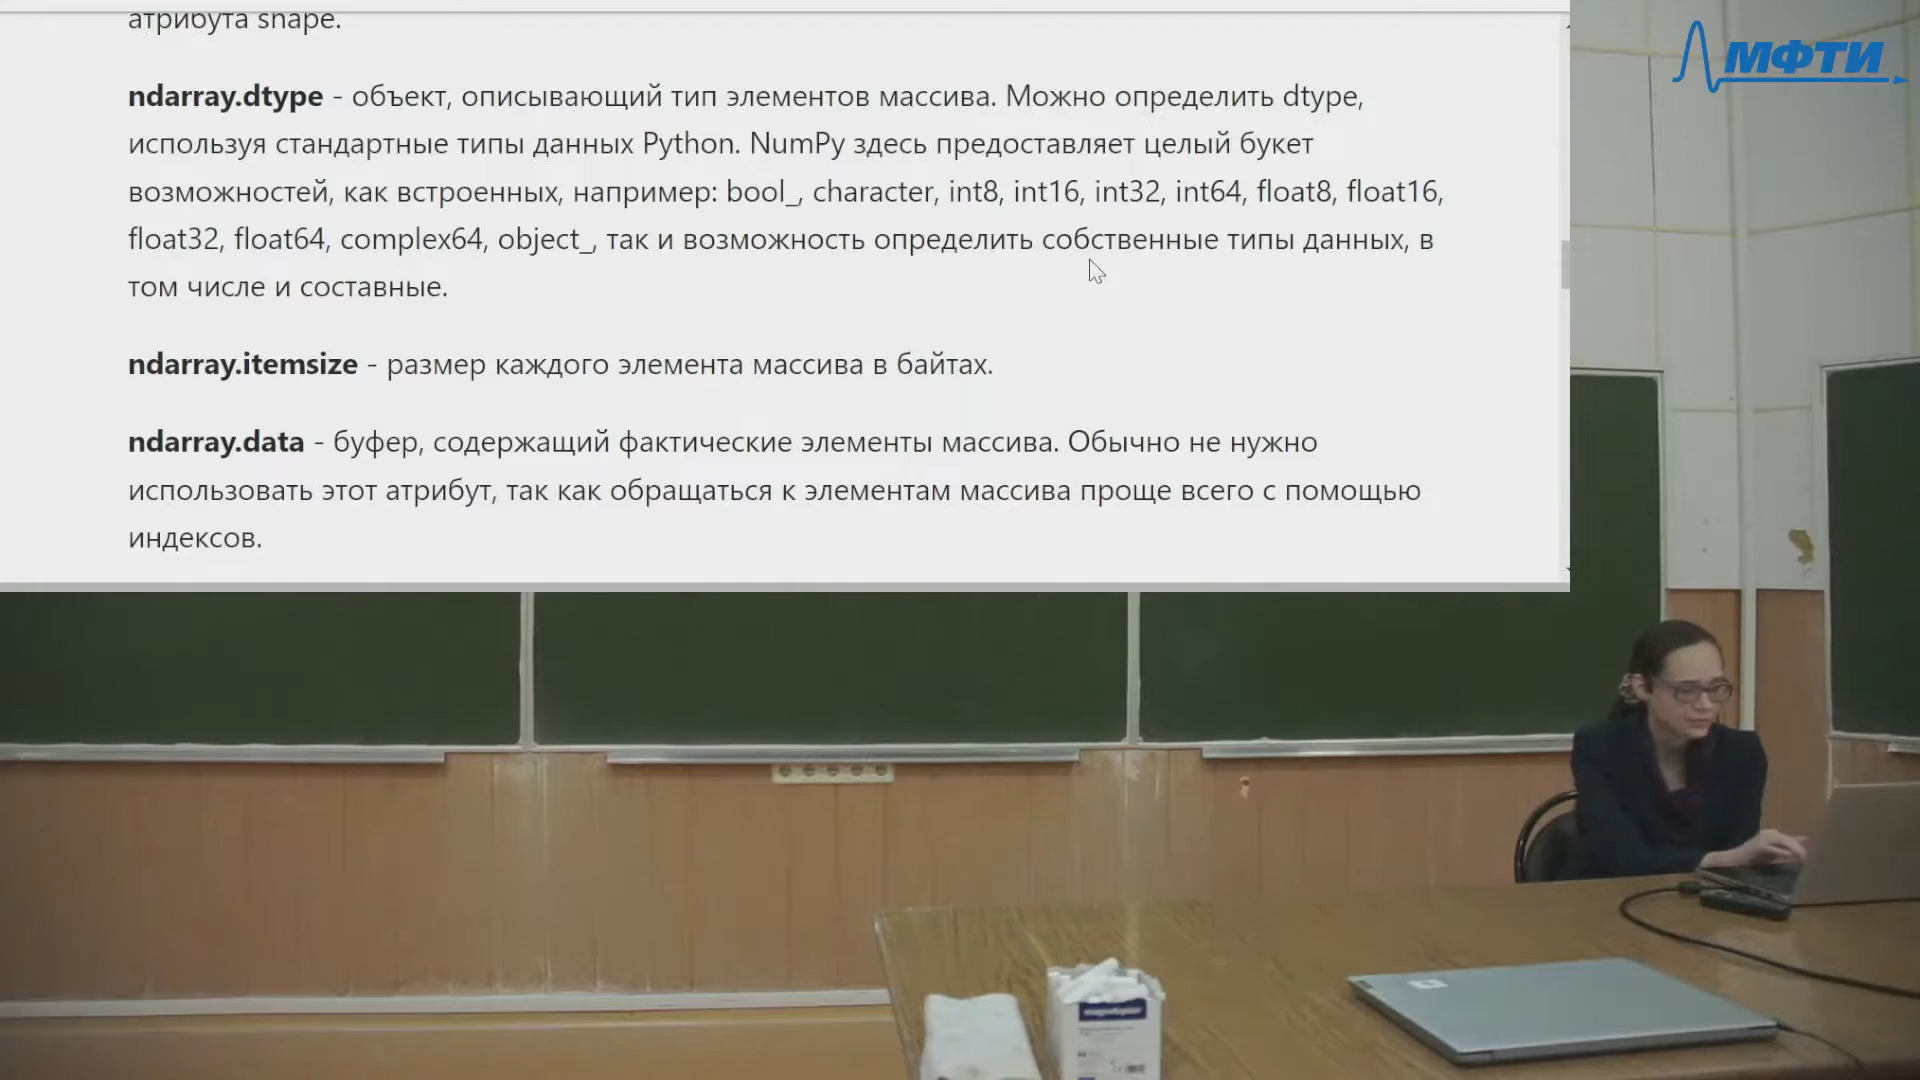 атрибута shape.
МФТИ
ndarray.dtype - объект, описывающий тип элементов массива. Можно определить dtype,
используя стандартные типы данных Python. NumPy здесь предоставляет целый букет
возможностей, как встроенных, например: bool_, character, int8, int16, int32, int64, float8, float16,
float32, float64, complex64, object_, так и возможность определить собственные типы данных, в
том числе и составные.
ndarray.itemsize - размер каждого элемента массива в байтах.
ndarray.data - буфер, содержащий фактические элементы массива. Обычно не нужно
использовать этот атрибут, так как обращаться к элементам массива проще всего с помощью
индексов.